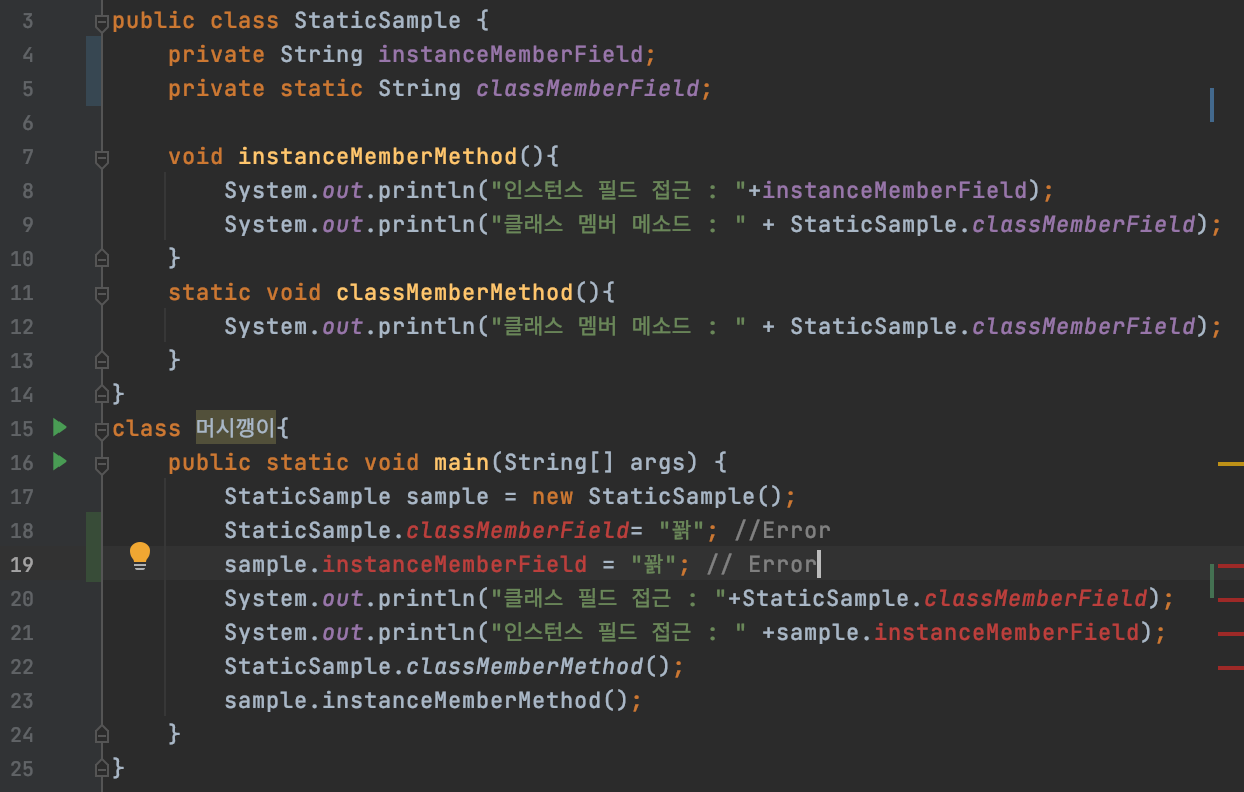 3 public class StaticSample {
4 private String instanceMemberField;
5 private static String classMemberField;
6
7 void instanceMemberMethod(){
8 System.out.println("인스턴스 필드 접근 : "+instanceMemberField);
9 System.out.println("클래스 멤버 메소드 : " + StaticSample.classMemberField);
10 }
11 static void classMemberMethod(){
12 System.out.println("클래스 멤버 메소드 : " + StaticSample.classMemberField);
13 }
14 }
15 class 머시깽이{
16 public static void main(String[] args) {
17 StaticSample sample = new StaticSample();
18 StaticSample.classMemberField= "꽑"; //Error
19 sample.instanceMemberField = "꿝"; // Error
20 System.out.println("클래스 필드 접근 : "+StaticSample.classMemberField);
21 System.out.println("인스턴스 필드 접근 : " +sample.instanceMemberField);
22 StaticSample.classMemberMethod();
23 sample.instanceMemberMethod();
24 }
25 }